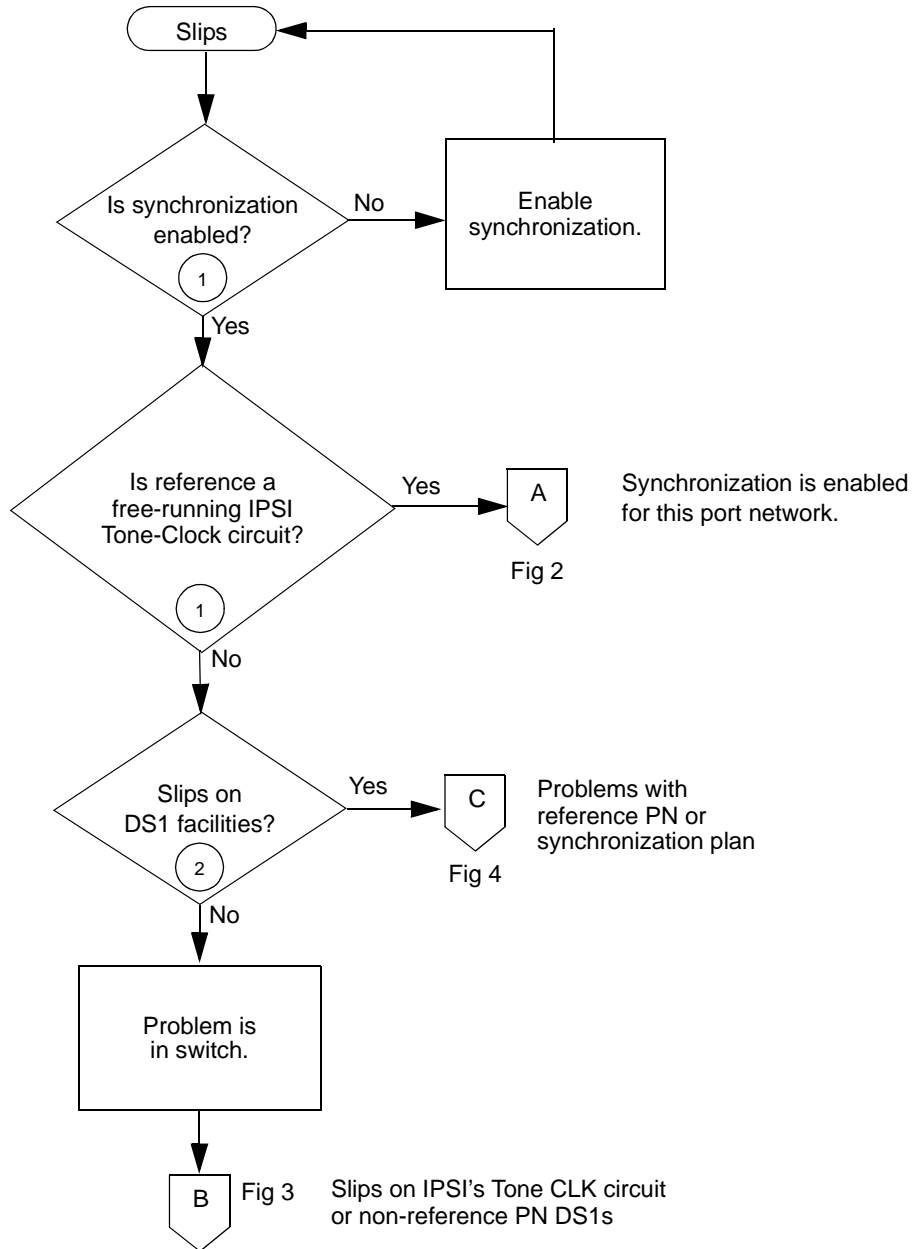 Slips
Is synchronization
enabled?
1
No
Enable
synchronization.
Yes
Is reference a
free-running IPSI
Tone-Clock circuit?
1
Yes
A
Fig 2
Synchronization is enabled
for this port network.
No
Slips on
DS1 facilities?
2
Yes
C
Fig 4
Problems with
reference PN or
synchronization plan
No
Problem is
in switch.
B
Fig 3
Slips on IPSI's Tone CLK circuit
or non-reference PN DS1s